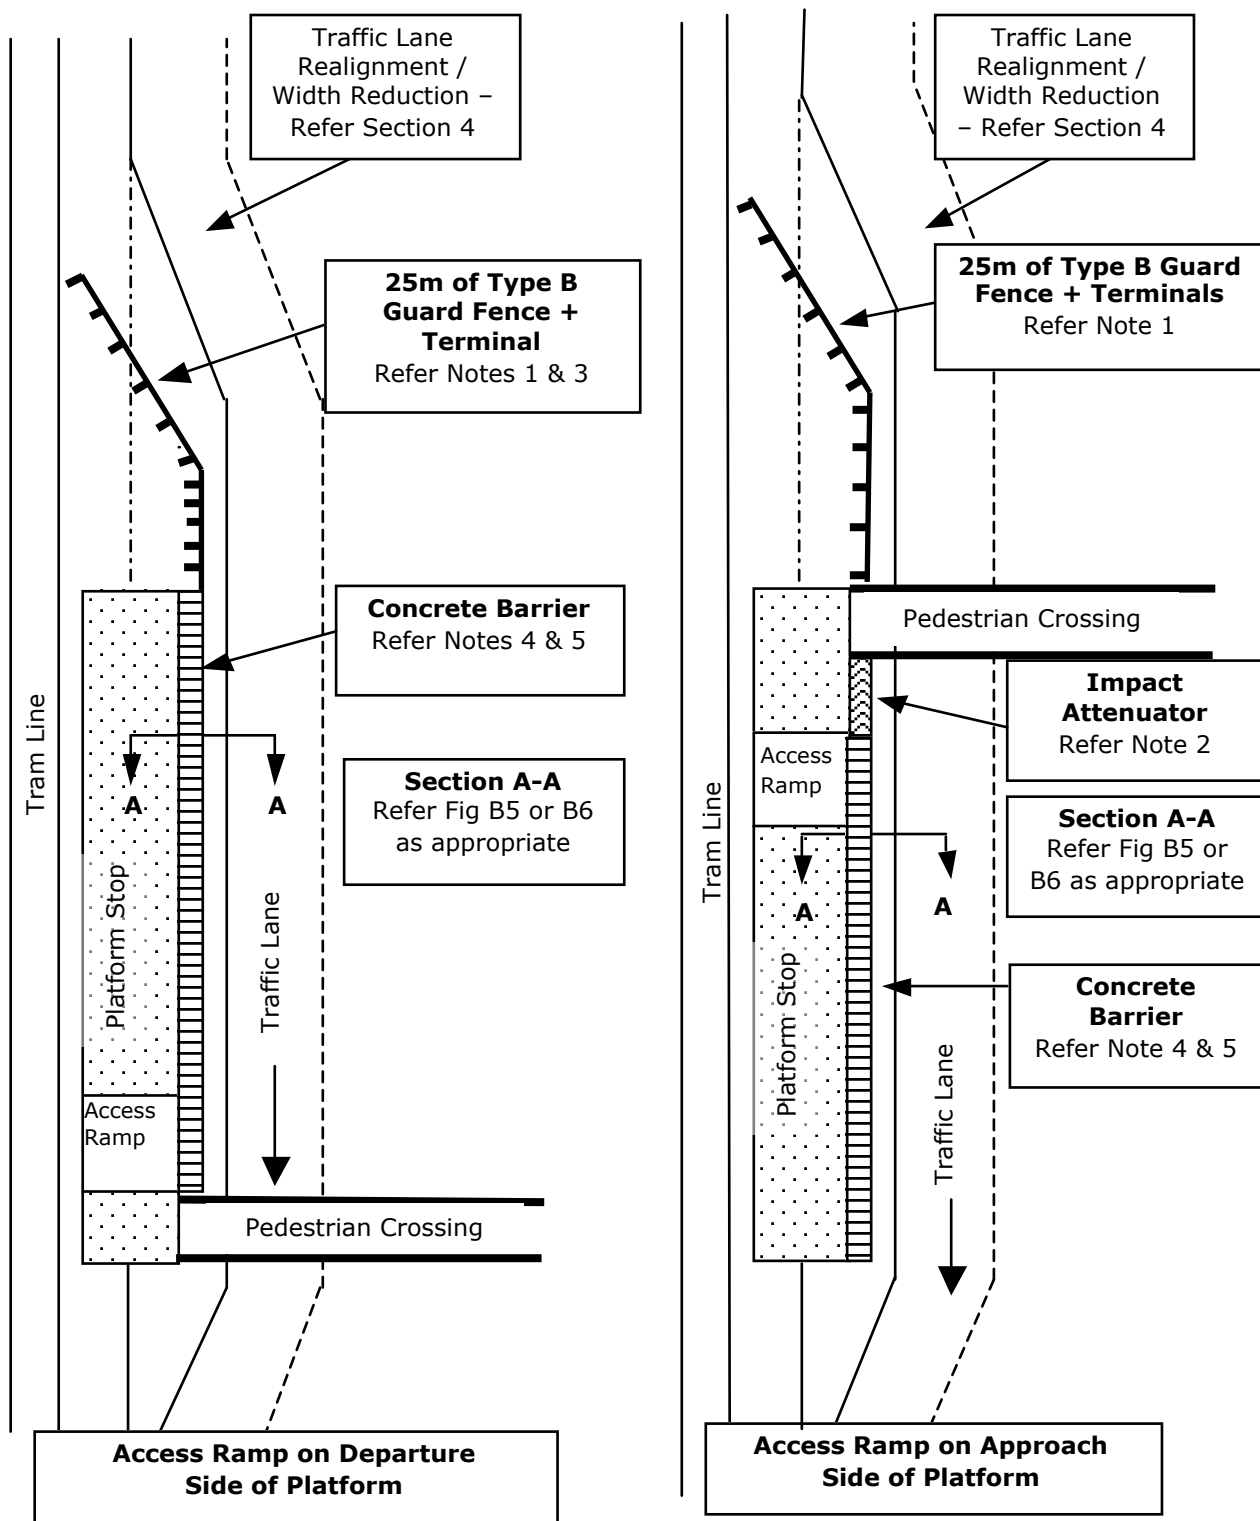 Traffic Lane
Realignment /
Width Reduction –
Refer Section 4
25m of Type B
Guard Fence +
Terminal
Refer Notes 1 & 3
Concrete Barrier
Refer Notes 4 & 5
Tram Line
A
A
Section A-A
Refer Fig B5 or B6
as appropriate
Platform Stop
Traffic Lane
Access
Ramp
Pedestrian Crossing
Access Ramp on Departure
Side of Platform
Traffic Lane
Realignment /
Width Reduction
– Refer Section 4
25m of Type B Guard
Fence + Terminals
Refer Note 1
Pedestrian Crossing
Impact
Attenuator
Refer Note 2
Tram Line
Access
Ramp
Section A-A
Refer Fig B5 or
B6 as appropriate
A
A
Concrete
Barrier
Refer Note 4 & 5
Platform Stop
Traffic Lane
Access Ramp on Approach
Side of Platform